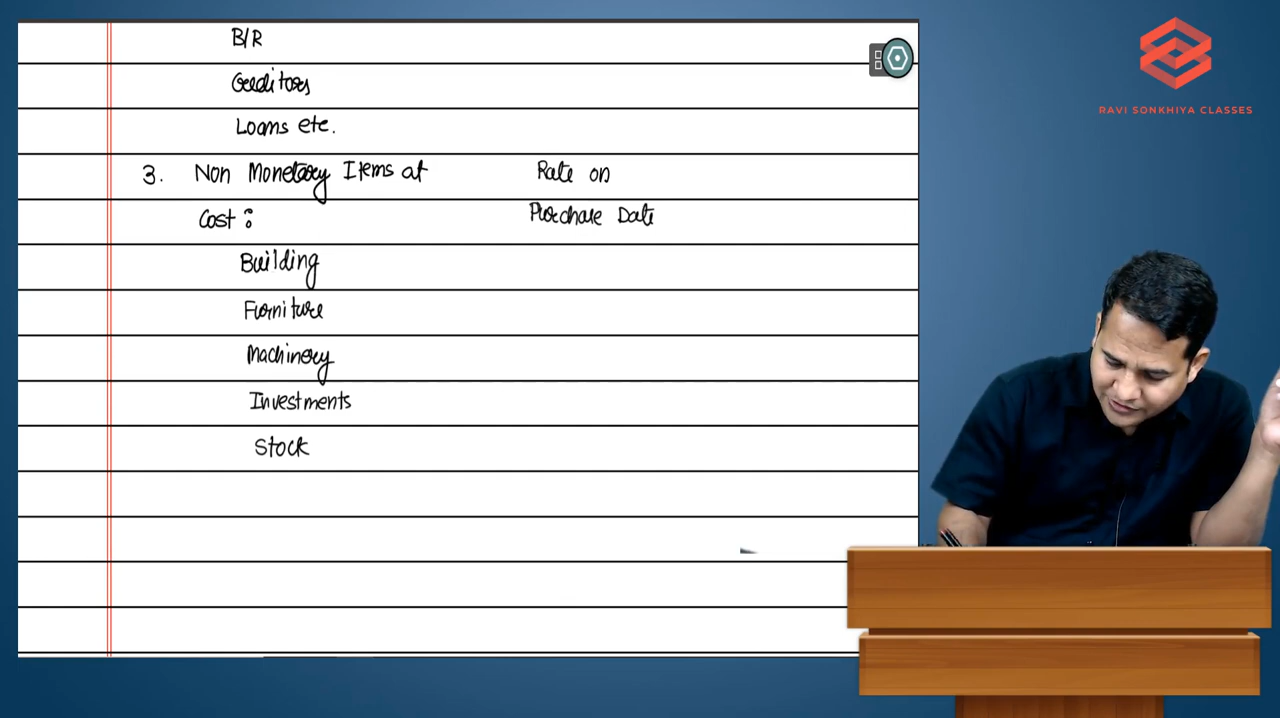 B/R
Creditors
Loans etc.
3. Non Monetary Items at Rate on
Cost: Purchase Date
Building
Furniture
Machinery
Investments
Stock
RAVI SONKHIYA CLASSES